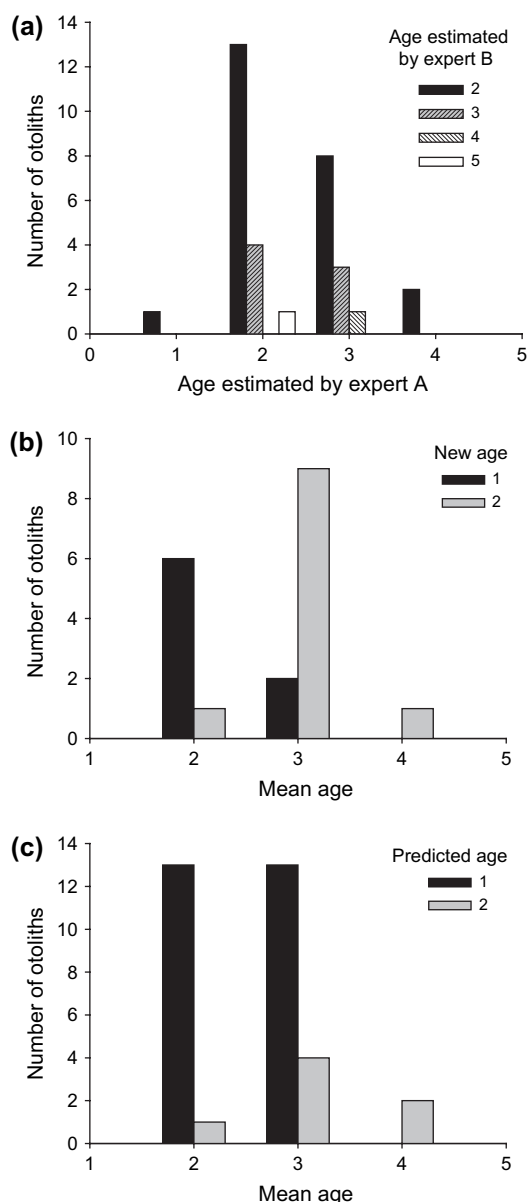 (a)
14
12
10
8
6
4
2
0
Number of otoliths
Age estimated
by expert B
2
3
4
5
0 1 2 3 4 5
Age estimated by expert A
(b)
10
8
6
4
2
0
Number of otoliths
New age
1
2
1 2 3 4 5
Mean age
(c)
14
12
10
8
6
4
2
0
Number of otoliths
Predicted age
1
2
1 2 3 4 5
Mean age